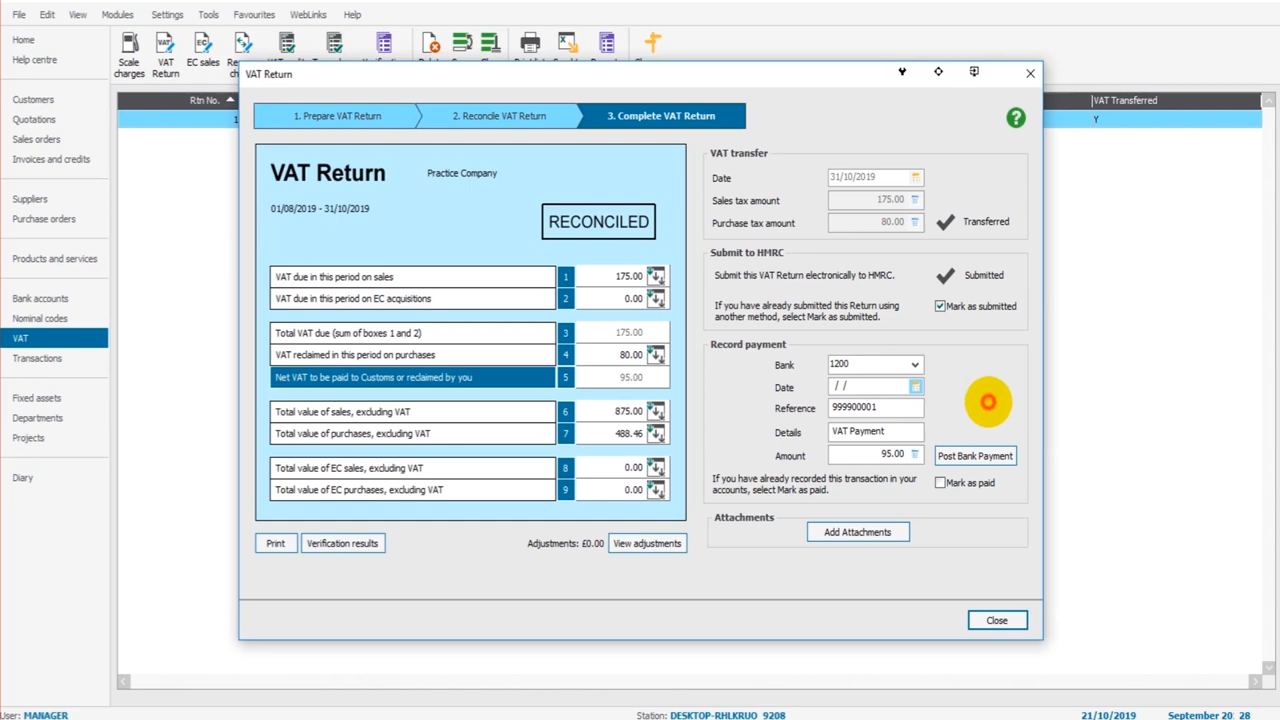 File Edit View Modules Settings Tools Favourites WebLinks Help
Home
Help centre
Customers
Quotations
Sales orders
Invoices and credits
Suppliers
Purchase orders
Products and services
Bank accounts
Nominal codes
VAT
Transactions
Fixed assets
Departments
Projects
Diary
Scale charges
VAT Return
EC sales
Rtn No.
1
VAT Transferred
Y
VAT Return
1. Prepare VAT Return
2. Reconcile VAT Return
3. Complete VAT Return
?
VAT Return
Practice Company
01/08/2019 - 31/10/2019
RECONCILED
VAT due in this period on sales 1 175.00
VAT due in this period on EC acquisitions 2 0.00
Total VAT due (sum of boxes 1 and 2) 3 175.00
VAT reclaimed in this period on purchases 4 80.00
Net VAT to be paid to Customs or reclaimed by you 5 95.00
Total value of sales, excluding VAT 6 875.00
Total value of purchases, excluding VAT 7 488.46
Total value of EC sales, excluding VAT 8 0.00
Total value of EC purchases, excluding VAT 9 0.00
Print
Verification results
Adjustments: £0.00
View adjustments
VAT transfer
Date 31/10/2019
Sales tax amount 175.00
Purchase tax amount 80.00
Transferred
Submit to HMRC
Submit this VAT Return electronically to HMRC.
Submitted
If you have already submitted this Return using
another method, select Mark as submitted.
Mark as submitted
Record payment
Bank 1200
Date / /
Reference 999900001
Details VAT Payment
Amount 95.00
Post Bank Payment
If you have already recorded this transaction in your
accounts, select Mark as paid.
Mark as paid
Attachments
Add Attachments
Close
User: MANAGER
Station: DESKTOP-RHLKRUO 9208
21/10/2019
September 20 28